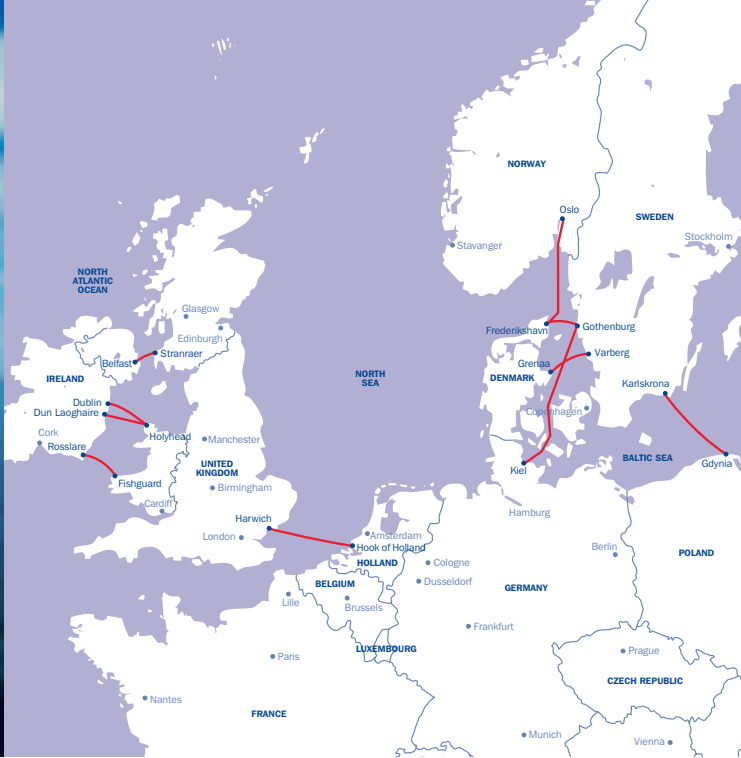 NORWAY
Oslo
SWEDEN
Stockholm
Stavanger
NORTH
ATLANTIC
OCEAN
Glasgow
Edinburgh
Frederikshavn
Gothenburg
Stranraer
Belfast
Varberg
Grenaa
NORTH
SEA
IRELAND
DENMARK
Karlskrona
Dublin
Dun Laoghaire
Copenhagen
Cork
Holyhead
Manchester
Rosslare
BALTIC SEA
Gdynia
UNITED
KINGDOM
Kiel
Fishguard
Birmingham
Cardiff
Hamburg
Harwich
London
Amsterdam
Hook of Holland
Berlin
POLAND
HOLLAND
Cologne
BELGIUM
Dusseldorf
GERMANY
Lille
Brussels
Frankfurt
LUXEMBOURG
Paris
Prague
CZECH REPUBLIC
Nantes
FRANCE
Munich
Vienna